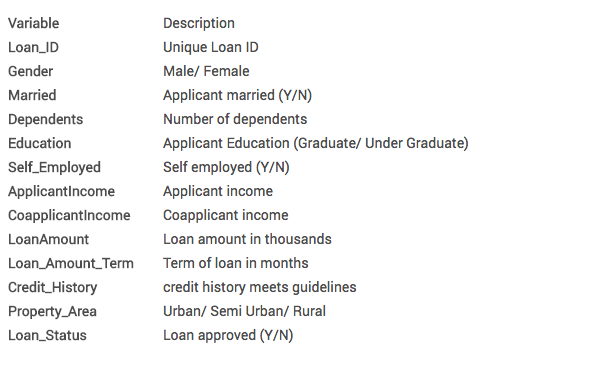 Variable Description
Loan_ID Unique Loan ID
Gender Male/ Female
Married Applicant married (Y/N)
Dependents Number of dependents
Education Applicant Education (Graduate/ Under Graduate)
Self_Employed Self employed (Y/N)
ApplicantIncome Applicant income
CoapplicantIncome Coapplicant income
LoanAmount Loan amount in thousands
Loan_Amount_Term Term of loan in months
Credit_History credit history meets guidelines
Property_Area Urban/ Semi Urban/ Rural
Loan_Status Loan approved (Y/N)